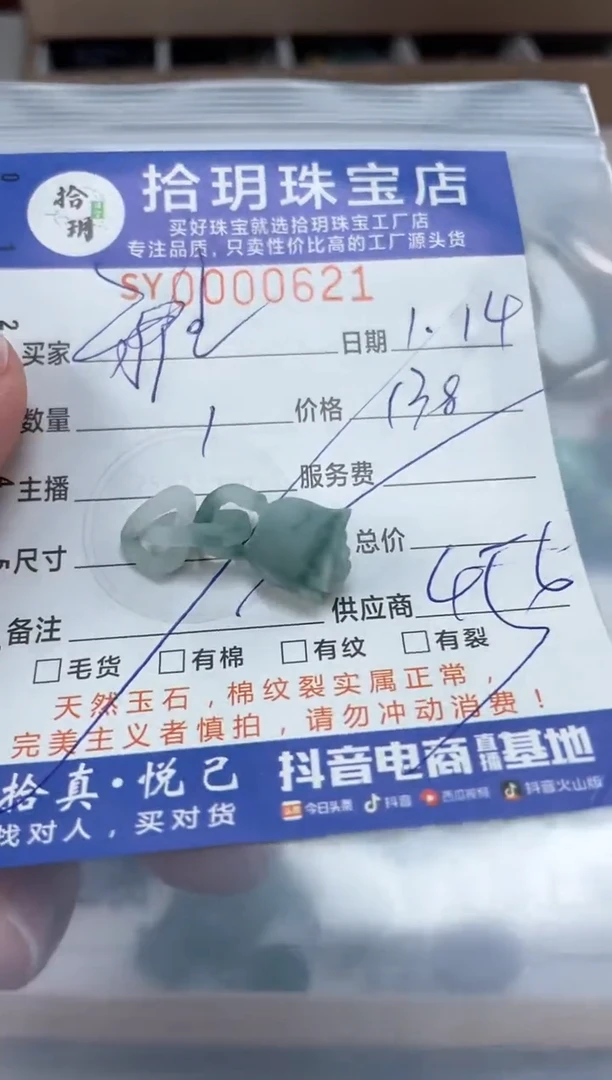 拾玥
拾玥珠宝店
买好珠宝就选拾玥珠宝工厂店
专注品质,只卖性价比高的工厂源头货
SY0000621
买家
日期 1.14
数量 1 价格 138
主播 服务费
尺寸 总价
备注 供应商 456
□毛货 □有棉 □有纹 □有裂
天然玉石,棉纹裂实属正常,
完美主义者慎拍,请勿冲动消费!
拾真·悦己
找对人,买对货
抖音电商直播基地
头条 今日头条 抖音 西瓜视频 抖音火山版